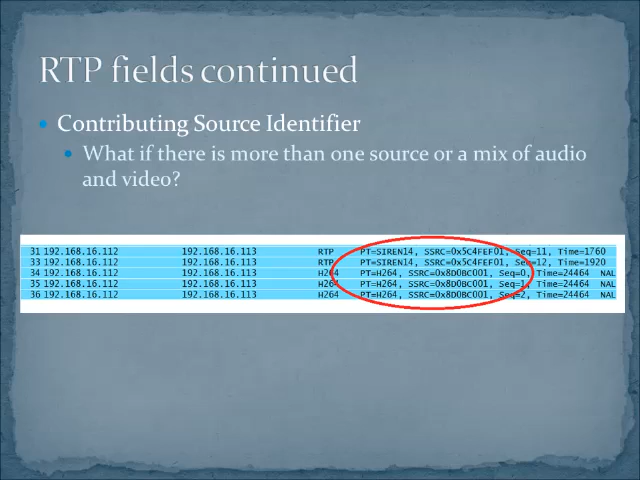 RTP fields continued
Contributing Source Identifier
What if there is more than one source or a mix of audio
and video?
31 192.168.16.112 192.168.16.113 RTP PT=SIREN14, SSRC=0x5C4FEF01, Seq=11, Time=1760
33 192.168.16.112 192.168.16.113 RTP PT=SIREN14, SSRC=0x5C4FEF01, Seq=12, Time=1920
34 192.168.16.112 192.168.16.113 H264 PT=H264, SSRC=0x8D0BC001, Seq=0, Time=24464 NAL
35 192.168.16.112 192.168.16.113 H264 PT=H264, SSRC=0x8D0BC001, Seq=1, Time=24464 NAL
36 192.168.16.112 192.168.16.113 H264 PT=H264, SSRC=0x8D0BC001, Seq=2, Time=24464 NAL